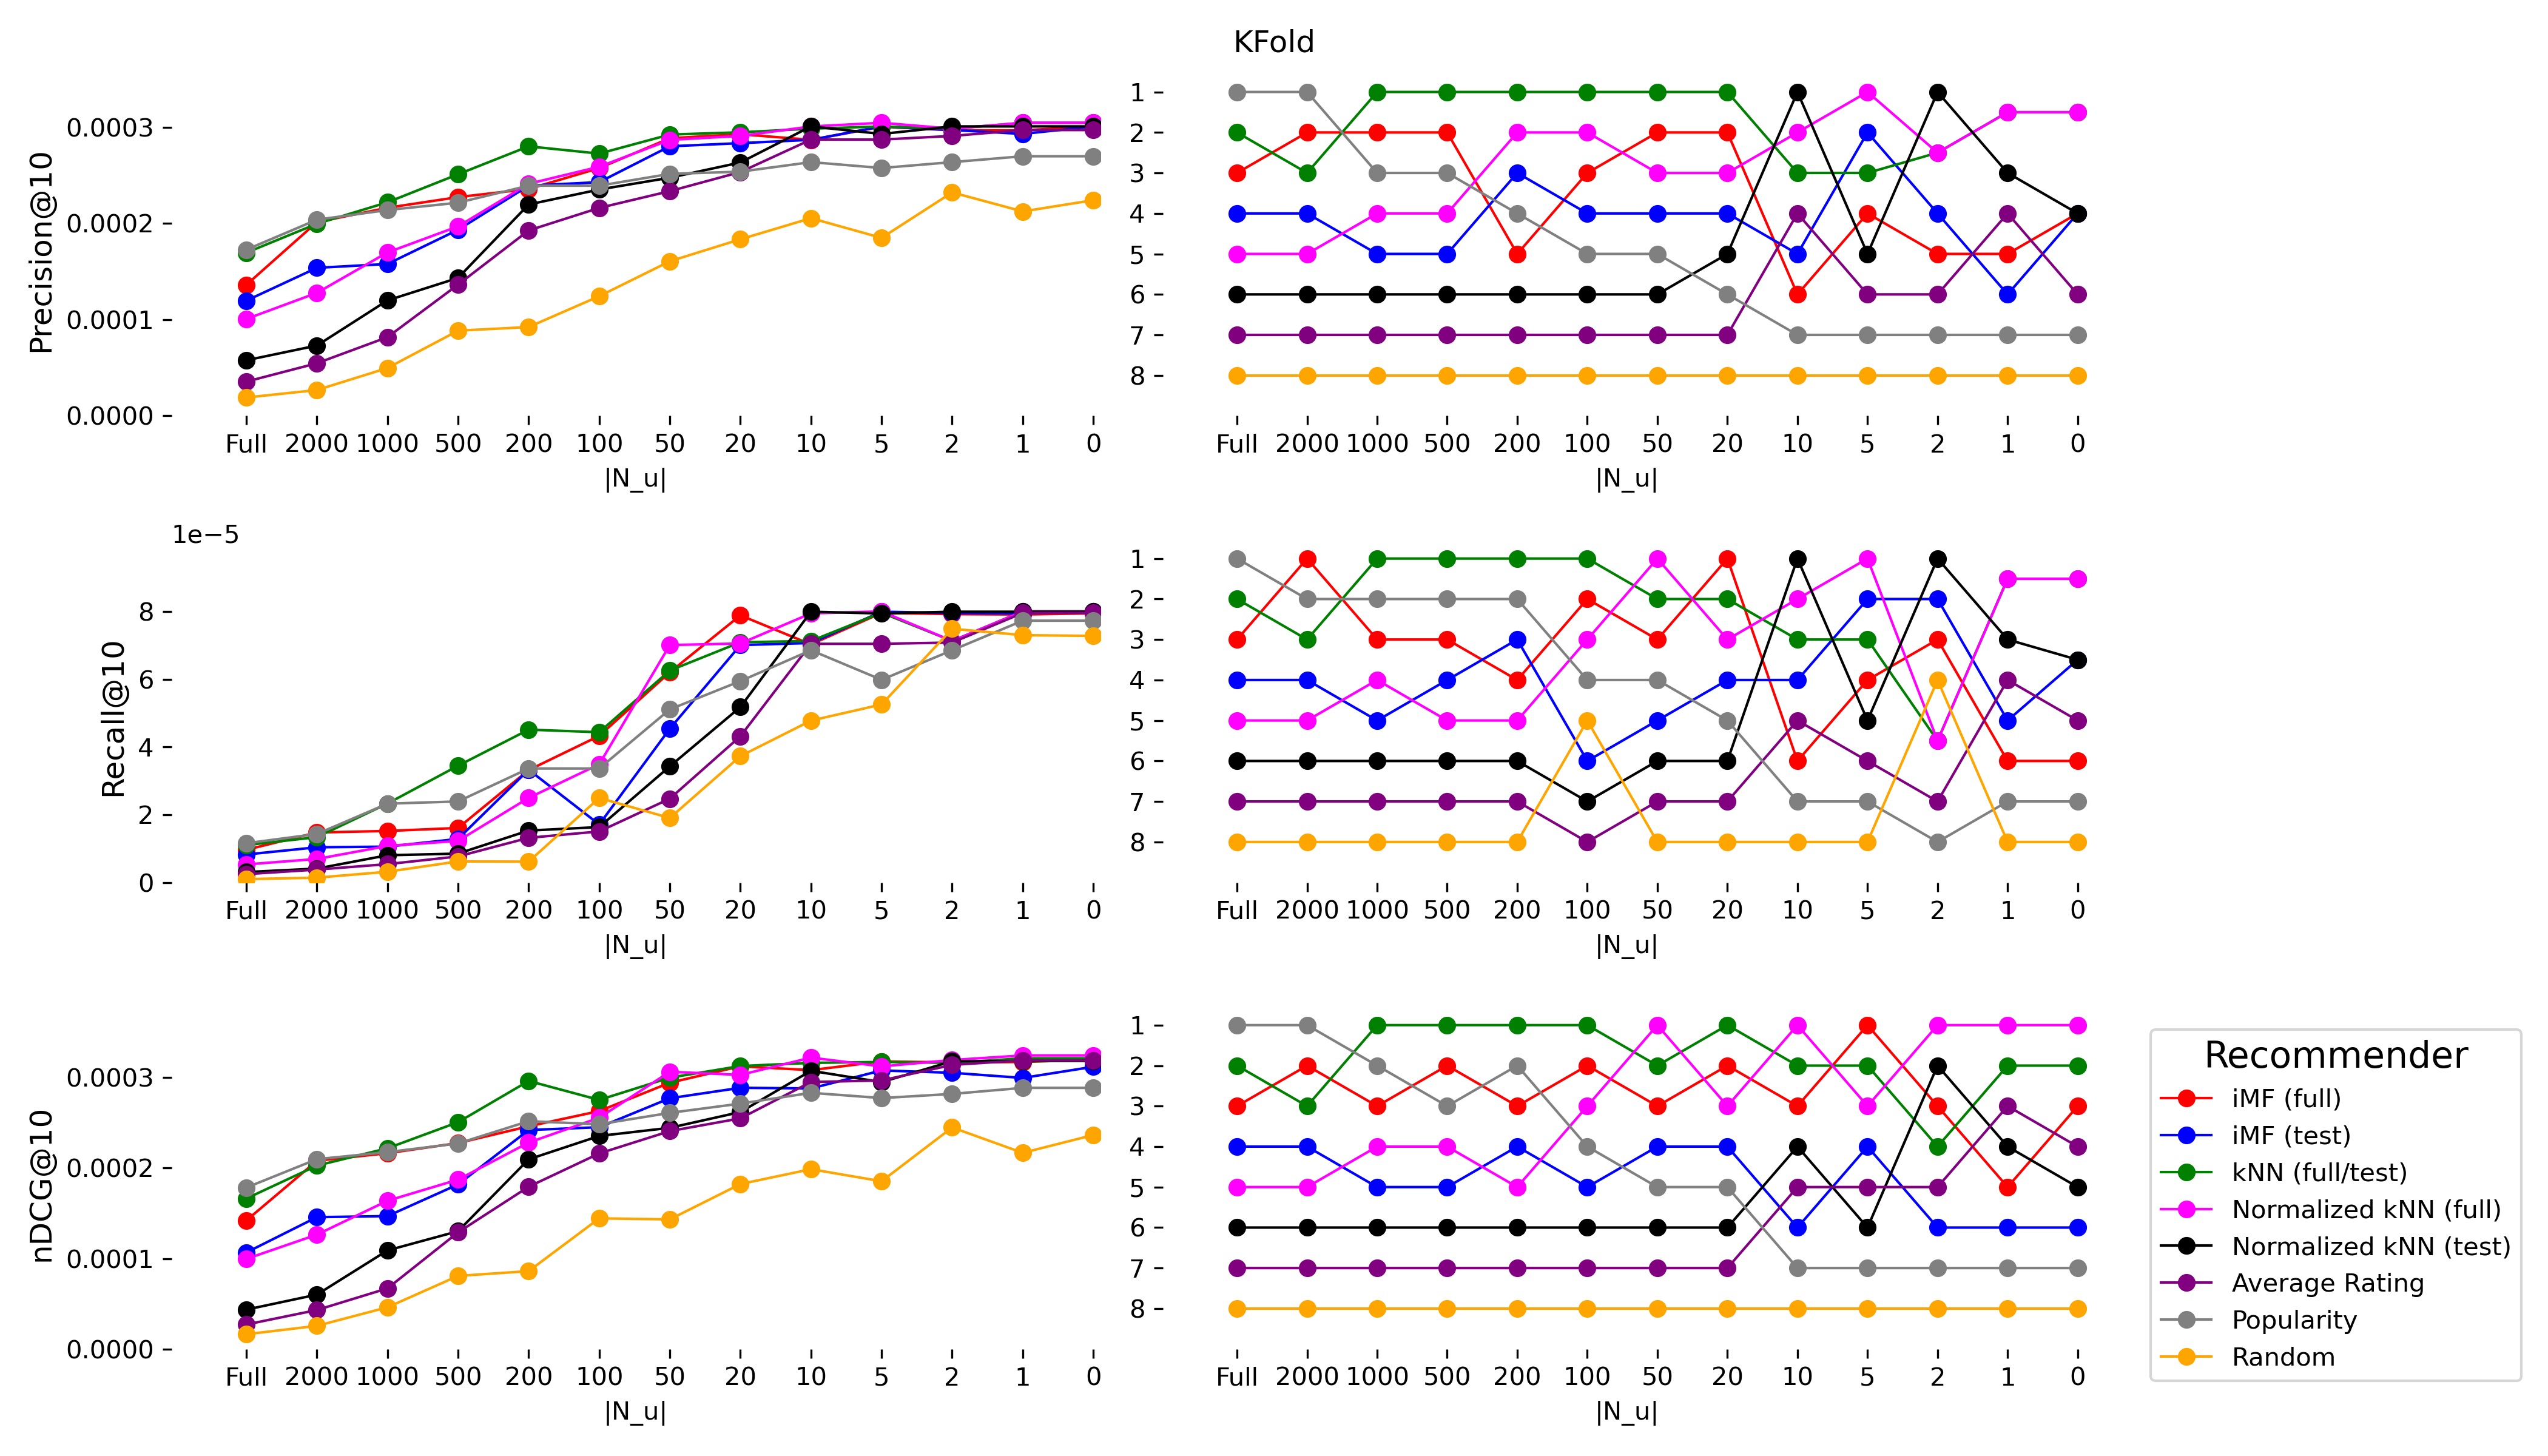 KFold
Precision@10
0.0003
0.0002
0.0001
0.0000
Full 2000 1000 500 200 100 50 20 10 5 2 1 0
|N_u|
1
2
3
4
5
6
7
8
Full 2000 1000 500 200 100 50 20 10 5 2 1 0
|N_u|
1e−5
Recall@10
8
6
4
2
0
Full 2000 1000 500 200 100 50 20 10 5 2 1 0
|N_u|
1
2
3
4
5
6
7
8
Full 2000 1000 500 200 100 50 20 10 5 2 1 0
|N_u|
nDCG@10
0.0003
0.0002
0.0001
0.0000
Full 2000 1000 500 200 100 50 20 10 5 2 1 0
|N_u|
1
2
3
4
5
6
7
8
Full 2000 1000 500 200 100 50 20 10 5 2 1 0
|N_u|
Recommender
iMF (full)
iMF (test)
kNN (full/test)
Normalized kNN (full)
Normalized kNN (test)
Average Rating
Popularity
Random